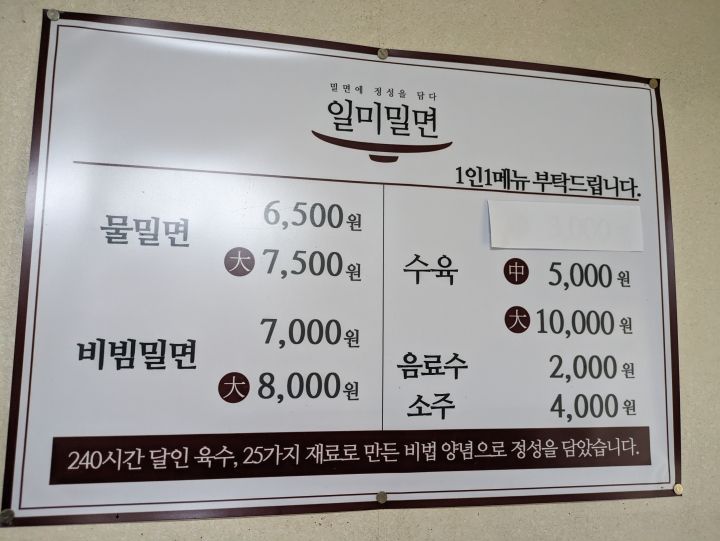 밀면에 정성을 담다
일미밀면
1인1메뉴 부탁드립니다.
물밀면 6,500원
大 7,500원
비빔밀면 7,000원
大 8,000원
수육 中 5,000원
大 10,000원
음료수 2,000원
소주 4,000원
240시간 달인 육수, 25가지 재료로 만든 비법 양념으로 정성을 담았습니다.